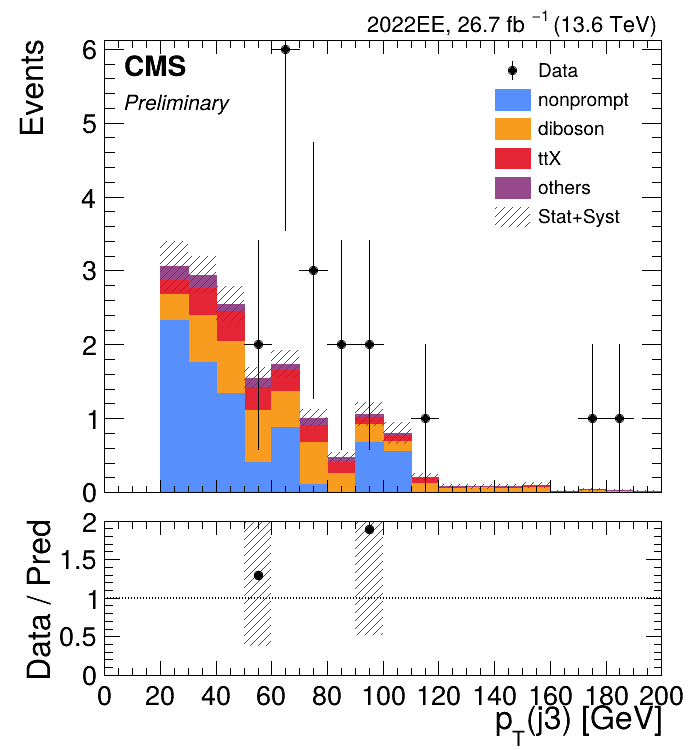 2022EE, 26.7 fb⁻¹ (13.6 TeV)
CMS
Preliminary
Events
6
5
4
3
2
1
0
Data
nonprompt
diboson
ttX
others
Stat+Syst
Data / Pred
2
1.5
1
0.5
0
0 20 40 60 80 100 120 140 160 180 200
p_T(j3) [GeV]